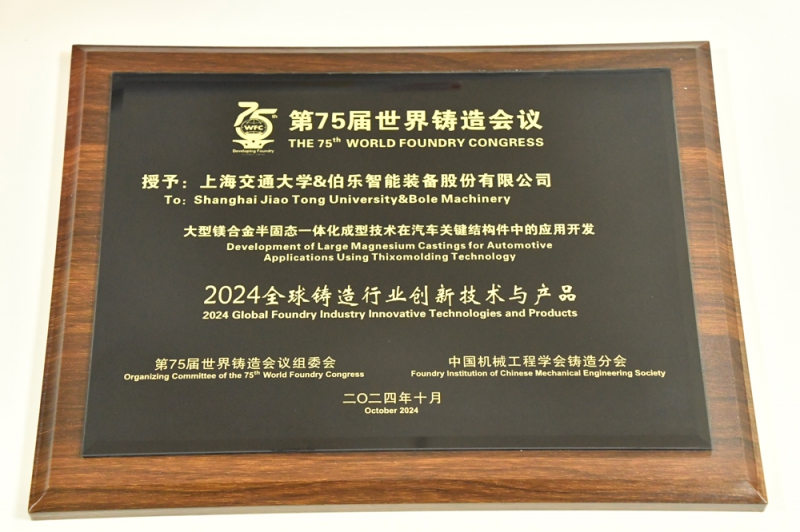 75th
WFC
Developing Foundry
第75届世界铸造会议
THE 75th WORLD FOUNDRY CONGRESS
授予：上海交通大学&伯乐智能装备股份有限公司
To: Shanghai Jiao Tong University&Bole Machinery
大型镁合金半固态一体化成型技术在汽车关键结构件中的应用开发
Development of Large Magnesium Castings for Automotive
Applications Using Thixomolding Technology
2024全球铸造行业创新技术与产品
2024 Global Foundry Industry Innovative Technologies and Products
第75届世界铸造会议组委会 中国机械工程学会铸造分会
Organizing Committee of the 75th World Foundry Congress Foundry Institution of Chinese Mechanical Engineering Society
二〇二四年十月
October 2024